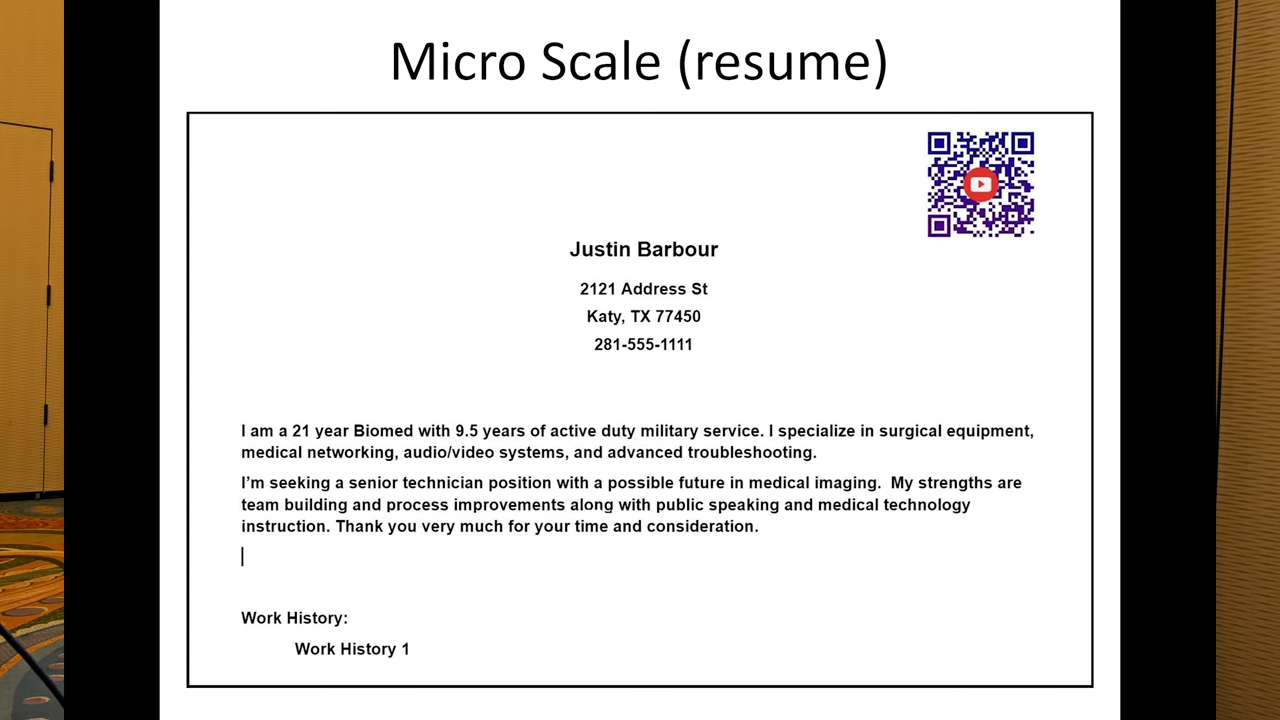 Micro Scale (resume)
Justin Barbour
2121 Address St
Katy, TX 77450
281-555-1111
I am a 21 year Biomed with 9.5 years of active duty military service. I specialize in surgical equipment,
medical networking, audio/video systems, and advanced troubleshooting.
I'm seeking a senior technician position with a possible future in medical imaging.  My strengths are
team building and process improvements along with public speaking and medical technology
instruction. Thank you very much for your time and consideration.
Work History:
Work History 1